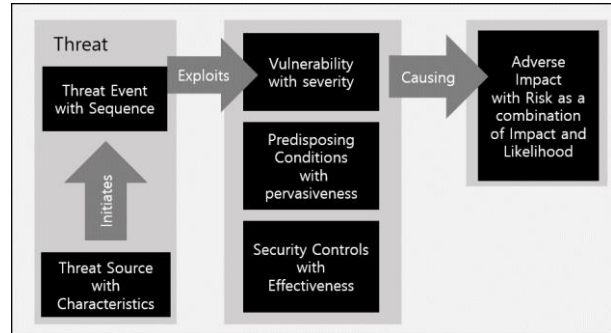 Threat
Threat Event
with Sequence
Initiates
Threat Source
with
Characteristics
Exploits
Vulnerability
with severity
Predisposing
Conditions
with
pervasiveness
Security Controls
with
Effectiveness
Causing
Adverse
Impact
with Risk as a
combination
of Impact and
Likelihood